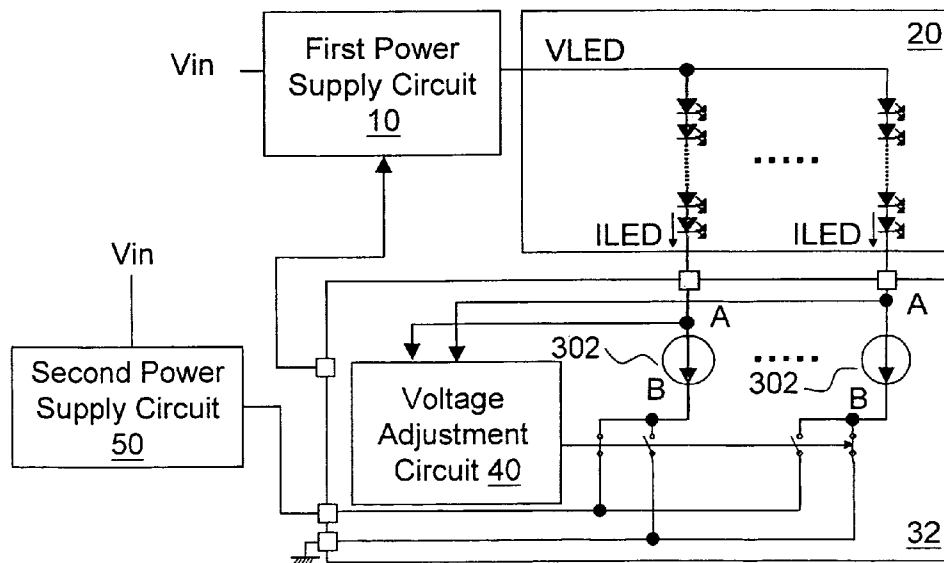 First Power
Supply Circuit
10
Vin
VLED
20
ILED
ILED
Vin
A
A
302
302
B
B
Second Power
Supply Circuit
50
Voltage
Adjustment
Circuit 40
32